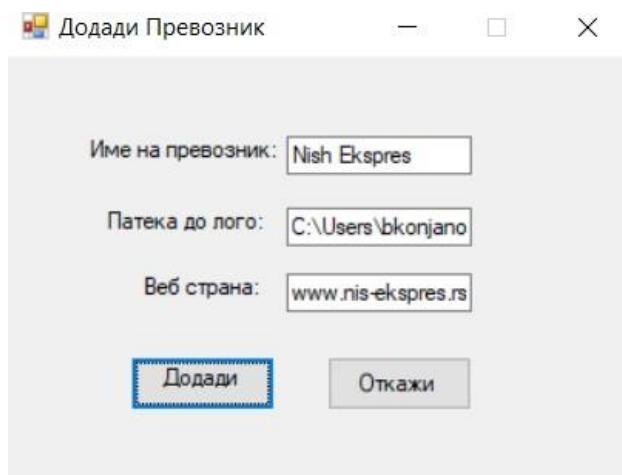 Додади Превозник
Име на превозник: Nish Ekspres
Патека до лого: C:\Users\bkonjano
Веб страна: www.nis-ekspres.rs
Додади Откажи